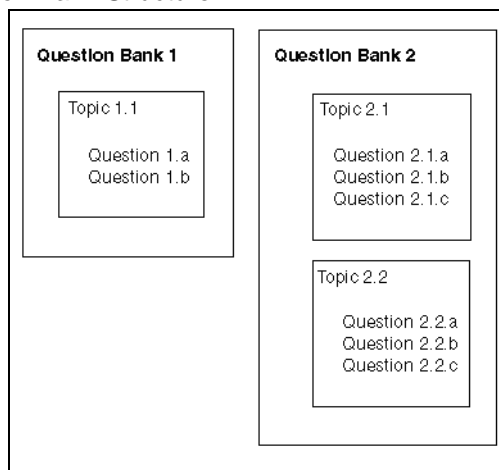 Question Bank 1
Topic 1.1
Question 1.a
Question 1.b
Question Bank 2
Topic 2.1
Question 2.1.a
Question 2.1.b
Question 2.1.c
Topic 2.2
Question 2.2.a
Question 2.2.b
Question 2.2.c